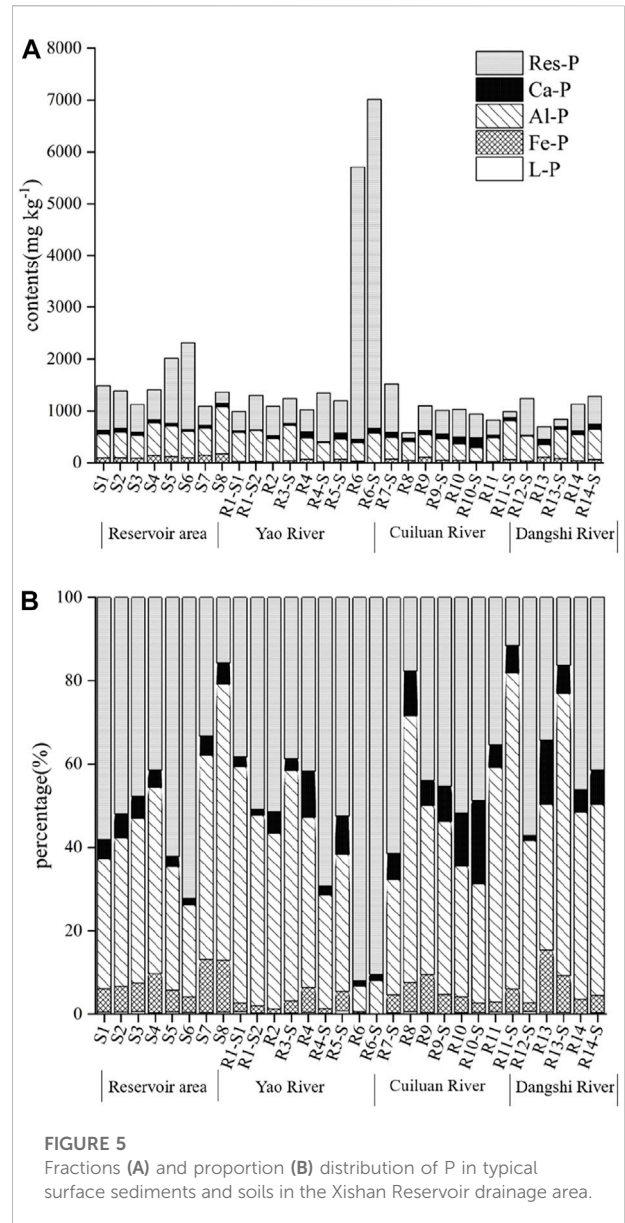 A
8000
7000
6000
5000
4000
3000
2000
1000
0
contents(mg kg⁻¹)
Res-P
Ca-P
Al-P
Fe-P
L-P
S1 S2 S3 S4 S5 S6 S7 S8 R1-S1 R1-S2 R2 R3-S R4 R4-S R5-S R6 R6-S R7-S R8 R9 R9-S R10 R10-S R11 R11-S R12-S R13 R13-S R14 R14-S
Reservoir area Yao River Cuiluan River Dangshi River
B
100
80
60
40
20
0
percentage(%)
S1 S2 S3 S4 S5 S6 S7 S8 R1-S1 R1-S2 R2 R3-S R4 R4-S R5-S R6 R6-S R7-S R8 R9 R9-S R10 R10-S R11 R11-S R12-S R13 R13-S R14 R14-S
Reservoir area Yao River Cuiluan River Dangshi River
FIGURE 5
Fractions (A) and proportion (B) distribution of P in typical
surface sediments and soils in the Xishan Reservoir drainage area.